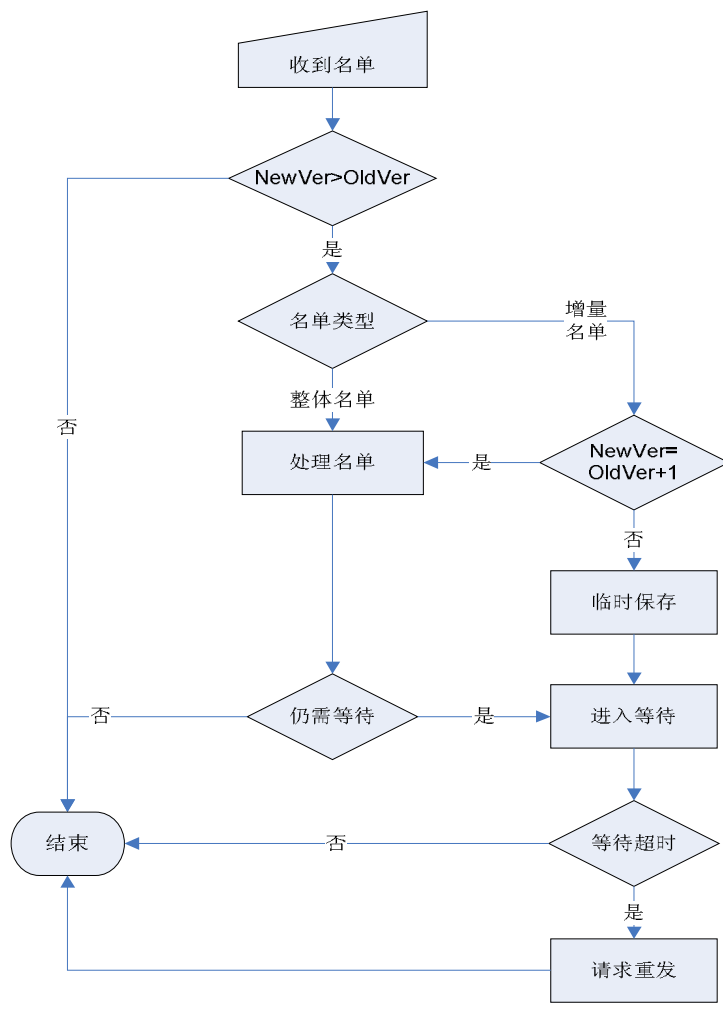 收到名单
NewVer>OldVer
是
名单类型
增量
名单
整体名单
否
处理名单
是
NewVer=
OldVer+1
否
临时保存
否
仍需等待
是
进入等待
结束
否
等待超时
是
请求重发